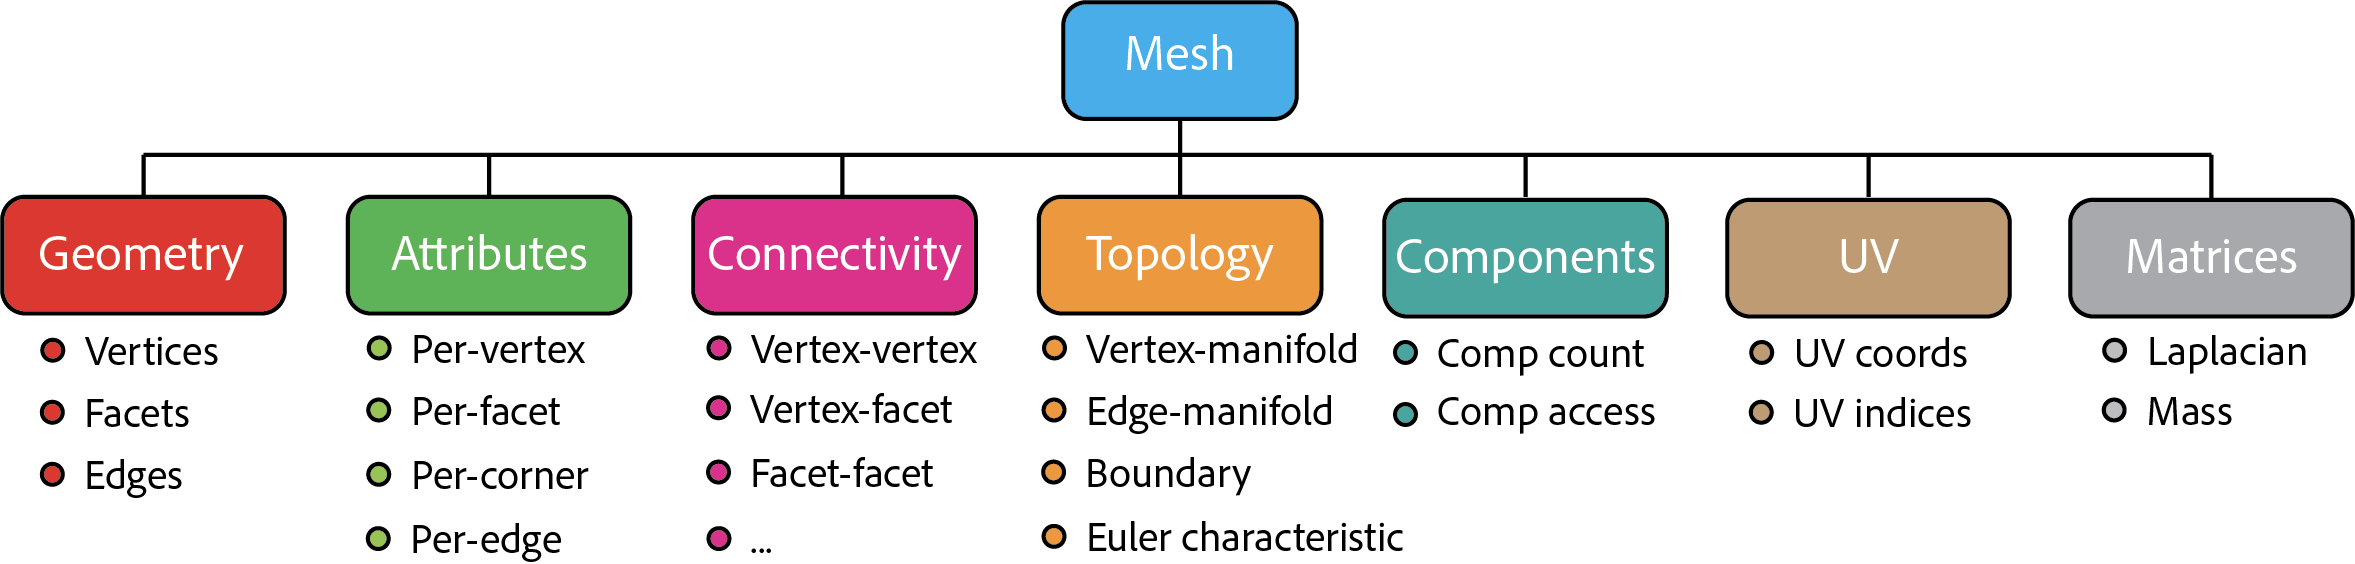 Mesh
Geometry
Vertices
Facets
Edges
Attributes
Per-vertex
Per-facet
Per-corner
Per-edge
Connectivity
Vertex-vertex
Vertex-facet
Facet-facet
...
Topology
Vertex-manifold
Edge-manifold
Boundary
Euler characteristic
Components
Comp count
Comp access
UV
UV coords
UV indices
Matrices
Laplacian
Mass